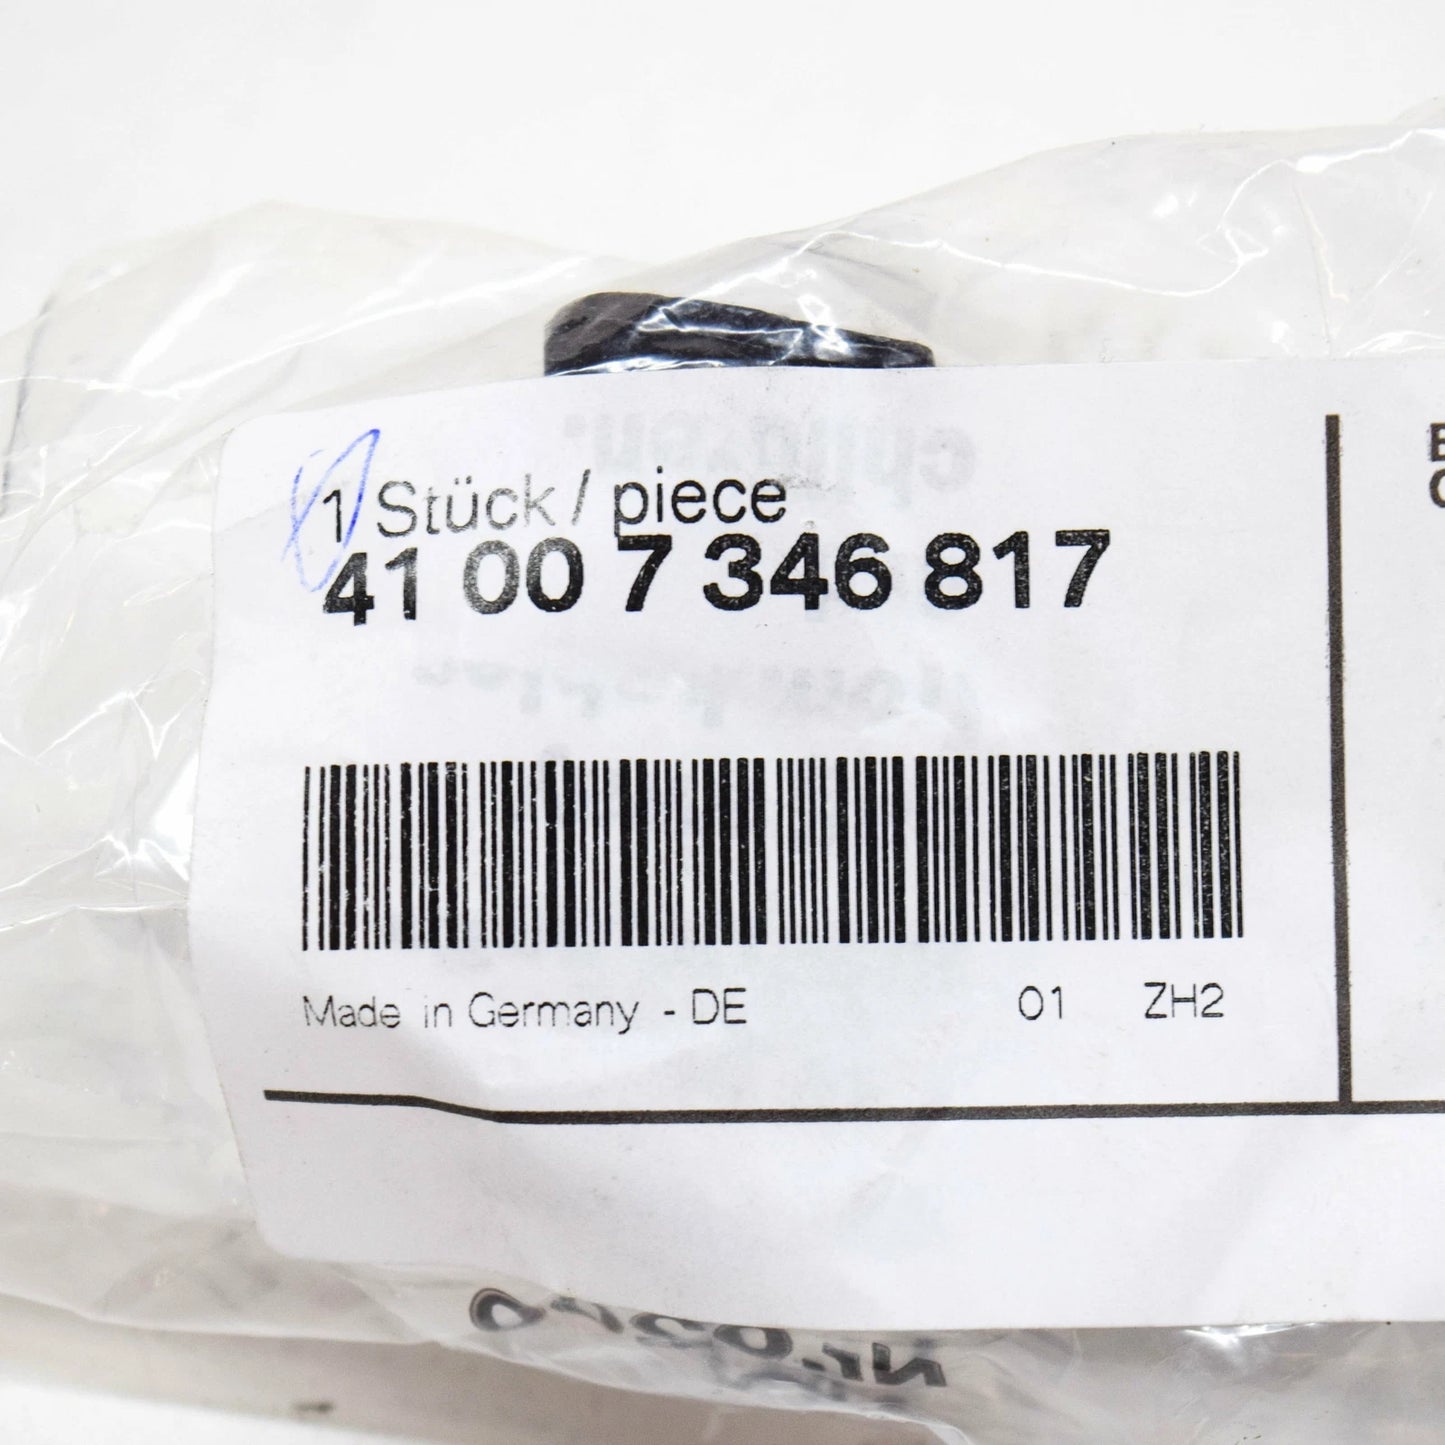 1 Stück / piece
41 00 7 346 817
Made in Germany - DE 01 ZH2